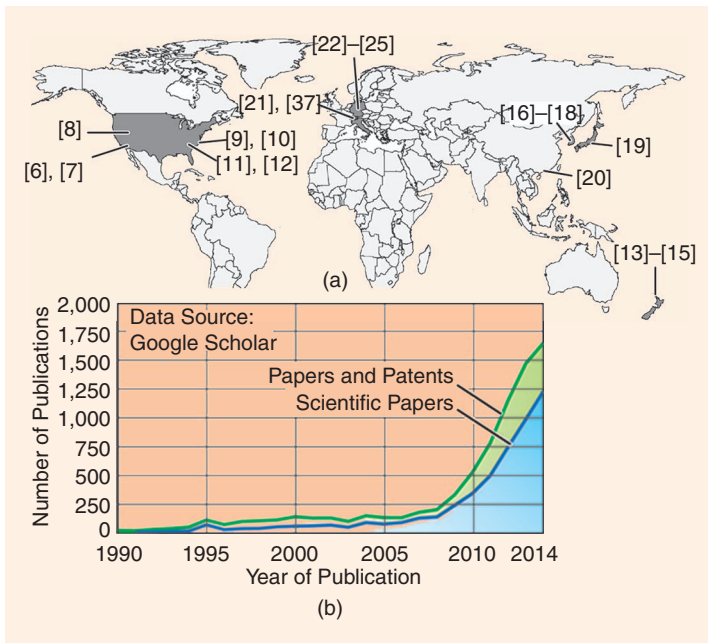 [22]–[25]
[21], [37]
[16]–[18]
[8]
[9], [10]
[19]
[6], [7]
[11], [12]
[20]
[13]–[15]
(a)
2,000
1,750
1,500
1,250
1,000
750
500
250
0
Number of Publications
Data Source:
Google Scholar
Papers and Patents
Scientific Papers
1990 1995 2000 2005 2010 2014
Year of Publication
(b)